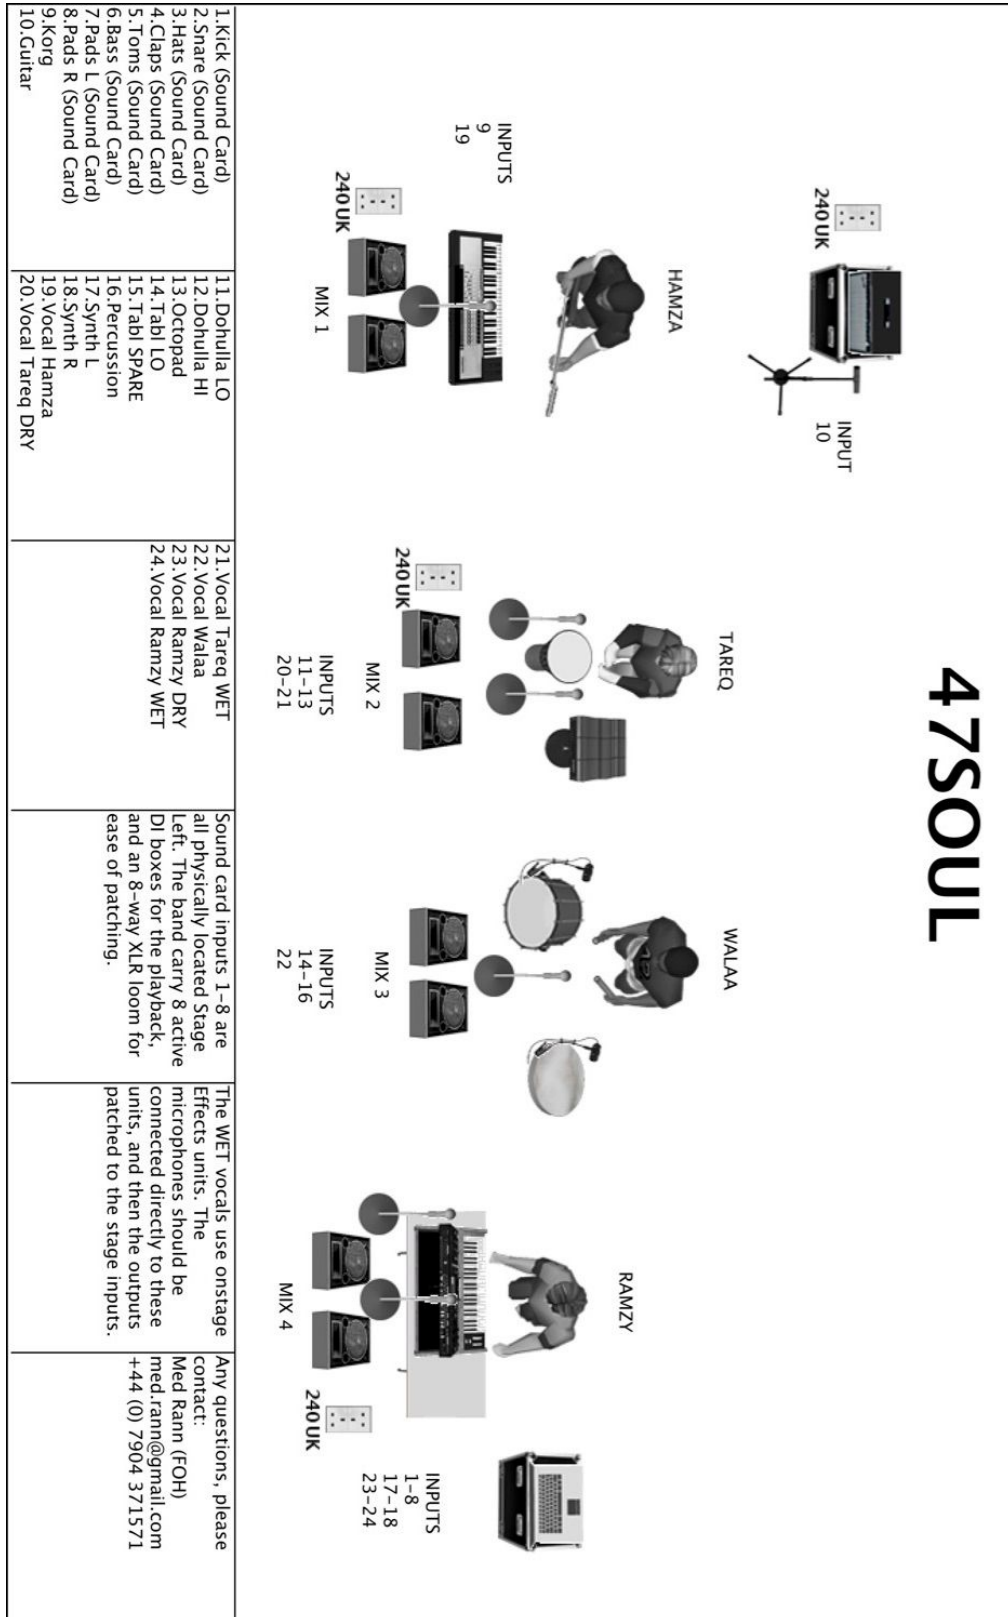 47SOUL
240 UK
INPUT
10
HAMZA
TAREQ
WALAA
RAMZY
INPUTS
9
19
240 UK
MIX 1
240 UK
MIX 2
INPUTS
11-13
20-21
MIX 3
INPUTS
14-16
22
MIX 4
240 UK
INPUTS
1-8
17-18
23-24
1.Kick (Sound Card)
2.Snare (Sound Card)
3.Hats (Sound Card)
4.Claps (Sound Card)
5.Toms (Sound Card)
6.Bass (Sound Card)
7.Pads L (Sound Card)
8.Pads R (Sound Card)
9.Korg
10.Guitar
11.Dohulla LO
12.Dohulla HI
13.Octopad
14.Tabl LO
15.Tabl SPARE
16.Percussion
17.Synth L
18.Synth R
19.Vocal Hamza
20.Vocal Tareq DRY
21.Vocal Tareq WET
22.Vocal Walaa
23.Vocal Ramzy DRY
24.Vocal Ramzy WET
Sound card inputs 1-8 are
all physically located Stage
Left. The band carry 8 active
DI boxes for the playback,
and an 8-way XLR loom for
ease of patching.
The WET vocals use onstage
Effects units. The
microphones should be
connected directly to these
units, and then the outputs
patched to the stage inputs.
Any questions, please
contact:
Med Rann (FOH)
med.rann@gmail.com
+44 (0) 7904 371571